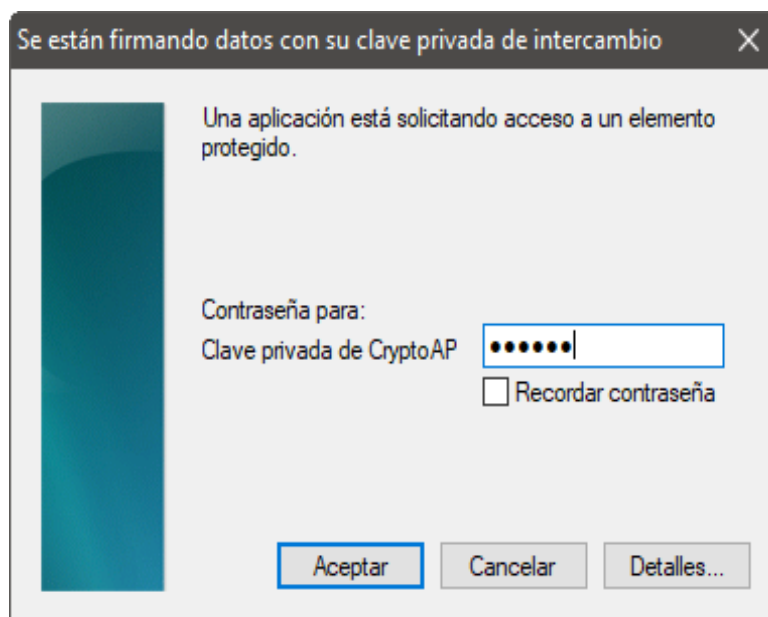 Se están firmando datos con su clave privada de intercambio
Una aplicación está solicitando acceso a un elemento
protegido.
Contraseña para:
Clave privada de CryptoAP
••••••
Recordar contraseña
Aceptar
Cancelar
Detalles...